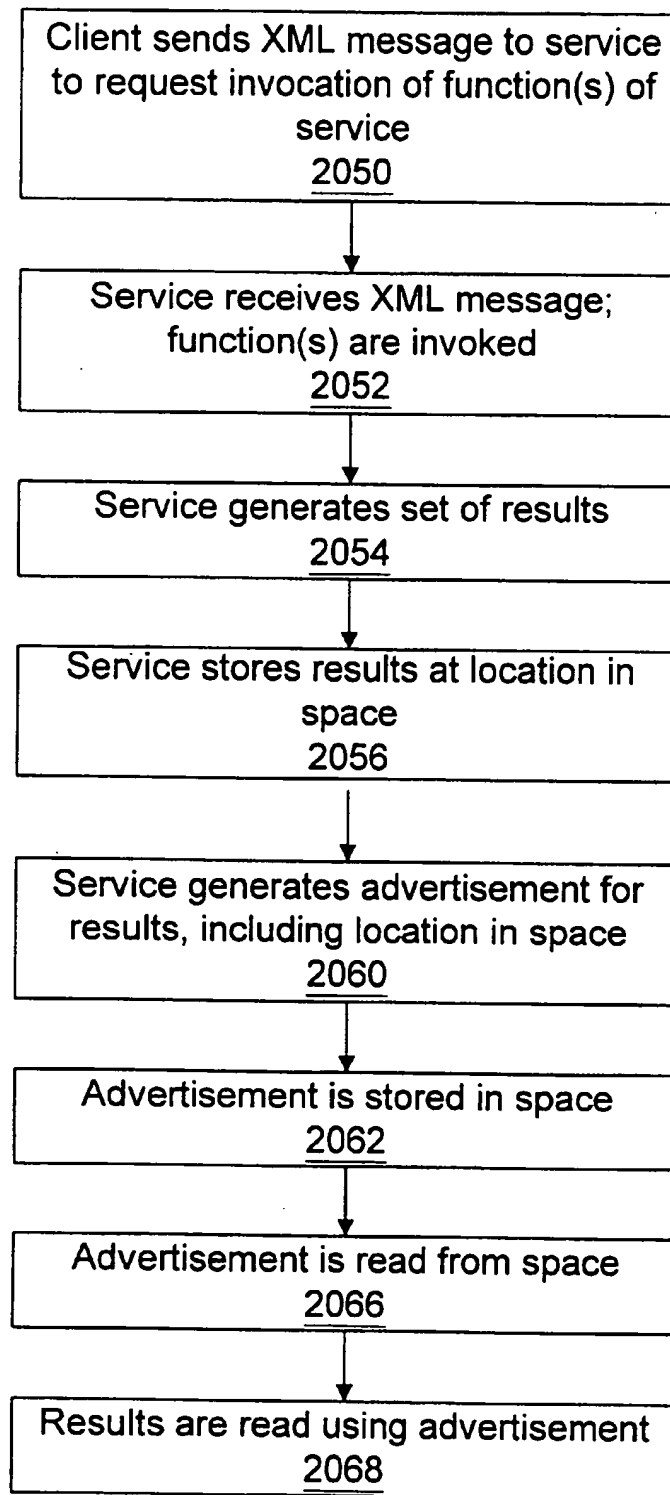 Client sends XML message to service
to request invocation of function(s) of
service
2050
Service receives XML message;
function(s) are invoked
2052
Service generates set of results
2054
Service stores results at location in
space
2056
Service generates advertisement for
results, including location in space
2060
Advertisement is stored in space
2062
Advertisement is read from space
2066
Results are read using advertisement
2068